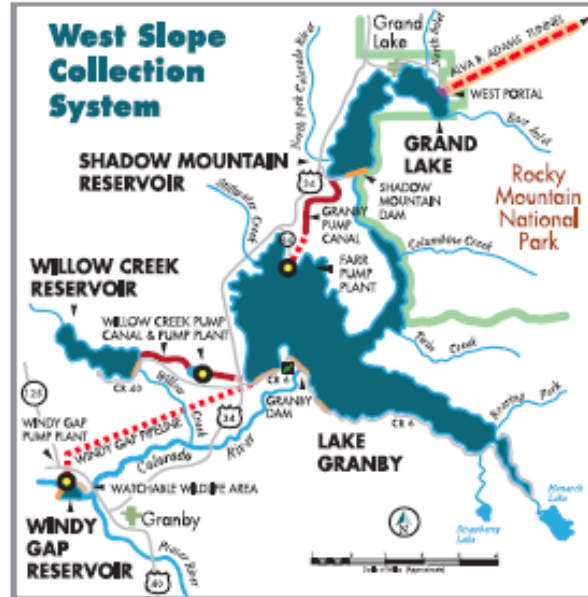 West Slope
Collection
System
Grand
Lake
North Inlet
ALVA B. ADAMS TUNNEL
WEST PORTAL
East Inlet
GRAND
LAKE
North Fork Colorado River
SHADOW MOUNTAIN
RESERVOIR
34
SHADOW
MOUNTAIN
DAM
Rocky
Mountain
National
Park
Stillwater
Creek
GRANBY
PUMP
CANAL
Columbine Creek
FARR
PUMP
PLANT
WILLOW CREEK
RESERVOIR
WILLOW CREEK PUMP
CANAL & PUMP PLANT
Twin Creek
CR 40
Willow
Creek
CR 6
GRANBY
DAM
34
125
WINDY GAP
PUMP PLANT
WINDY GAP PIPELINE
Colorado
River
LAKE
GRANBY
CR 6
Roaring Park
WATCHABLE WILDLIFE AREA
WINDY
GAP
RESERVOIR
Granby
Fraser River
40
N
Strawberry
Lake
Monarch
Lake